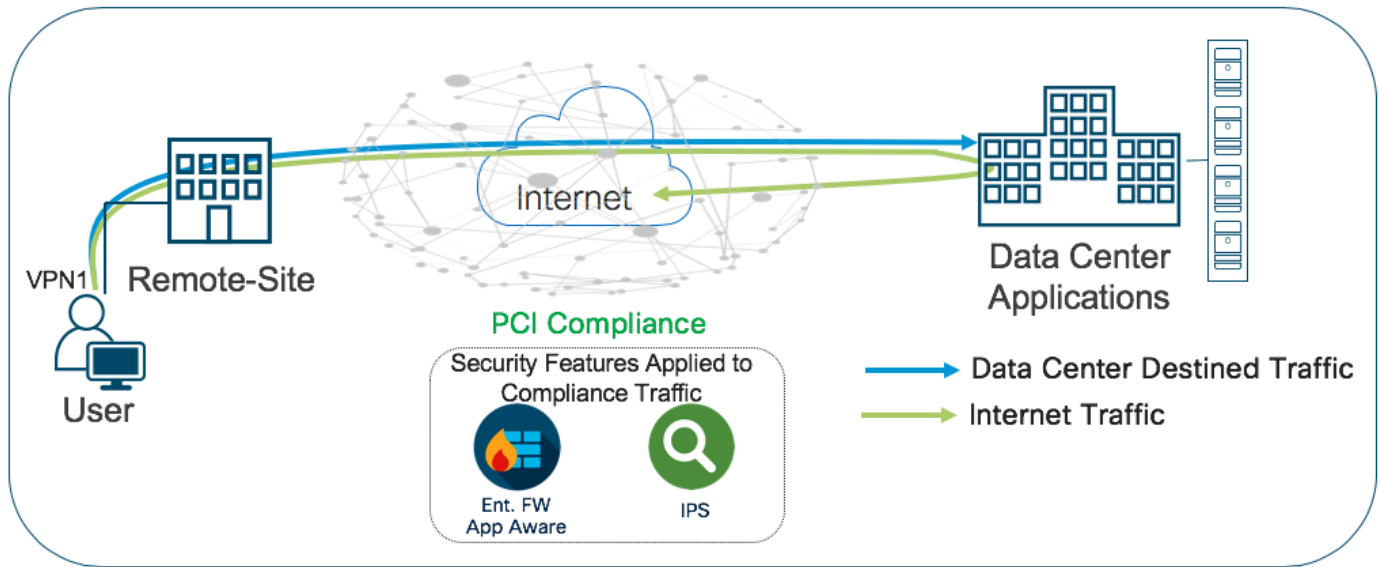 Internet
VPN1
Remote-Site
User
Data Center
Applications
PCI Compliance
Security Features Applied to
Compliance Traffic
Ent. FW
App Aware
IPS
Data Center Destined Traffic
Internet Traffic